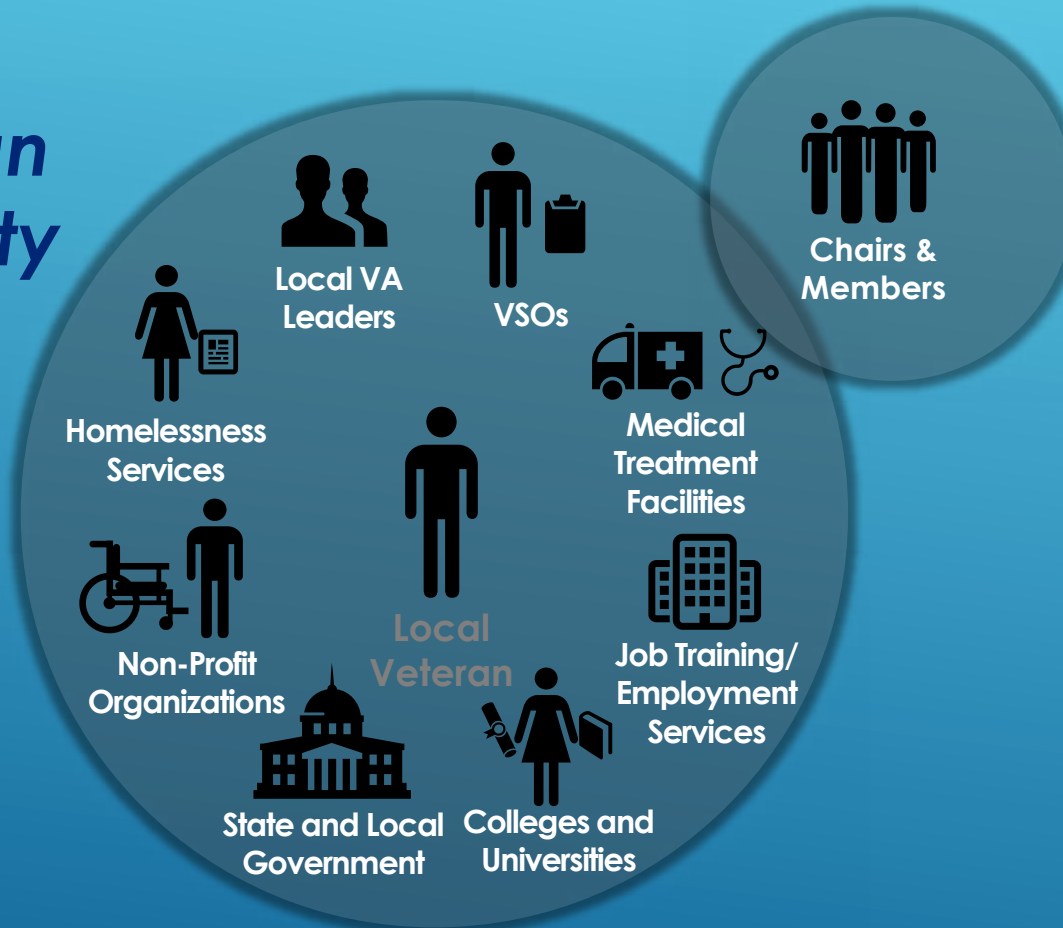 Chairs &
Members
Local VA
Leaders
VSOs
Homelessness
Services
Medical
Treatment
Facilities
Local
Veteran
Non-Profit
Organizations
Job Training/
Employment
Services
State and Local
Government
Colleges and
Universities